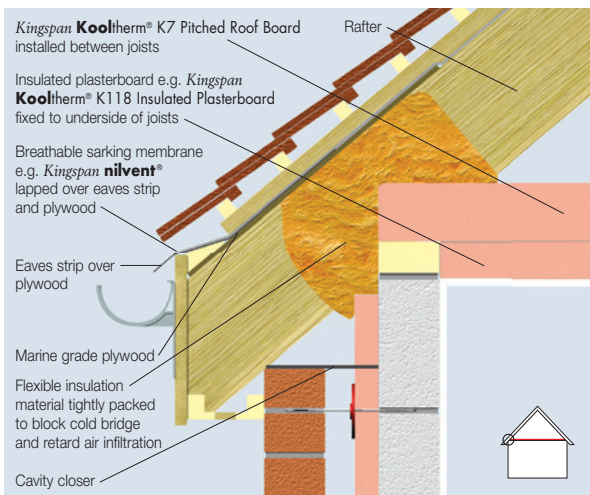 Kingspan Kooltherm® K7 Pitched Roof Board
installed between joists
Rafter
Insulated plasterboard e.g. Kingspan
Kooltherm® K118 Insulated Plasterboard
fixed to underside of joists
Breathable sarking membrane
e.g. Kingspan nilvent®
lapped over eaves strip
and plywood
Eaves strip over
plywood
Marine grade plywood
Flexible insulation
material tightly packed
to block cold bridge
and retard air infiltration
Cavity closer